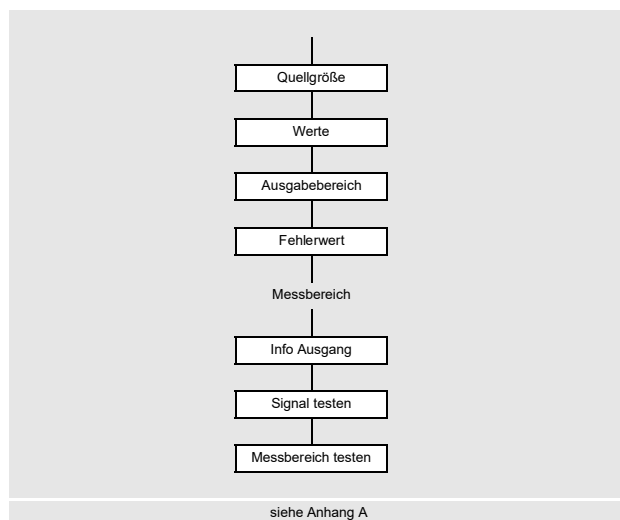 Quellgröße
Werte
Ausgabebereich
Fehlerwert
Messbereich
Info Ausgang
Signal testen
Messbereich testen
siehe Anhang A